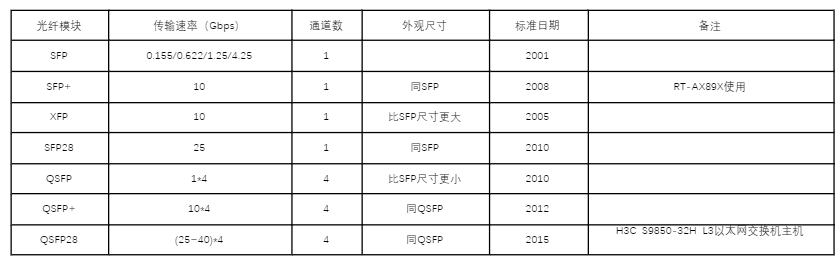 光纤模块 传输速率（Gbps） 通道数 外观尺寸 标准日期 备注
SFP 0.155/0.622/1.25/4.25 1 2001
SFP+ 10 1 同SFP 2008 RT-AX89X使用
XFP 10 1 比SFP尺寸更大 2005
SFP28 25 1 同SFP 2010
QSFP 1*4 4 比SFP尺寸更小 2010
QSFP+ 10*4 4 同QSFP 2012
QSFP28 (25-40)*4 4 同QSFP 2015 H3C S9850-32H L3以太网交换机主机